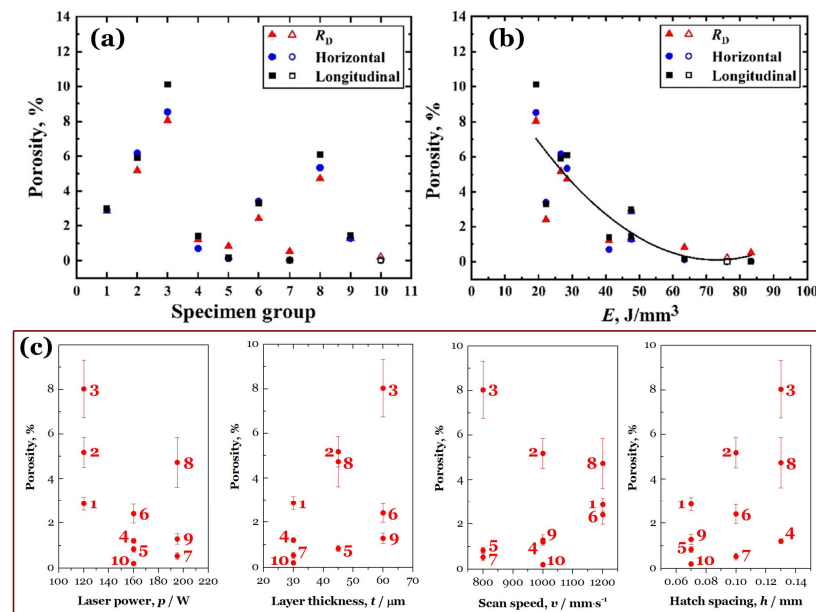 (a)
R_D
Horizontal
Longitudinal
Porosity, %
14
12
10
8
6
4
2
0
0 1 2 3 4 5 6 7 8 9 10 11
Specimen group
(b)
R_D
Horizontal
Longitudinal
Porosity, %
14
12
10
8
6
4
2
0
0 10 20 30 40 50 60 70 80 90 100
E, J/mm³
(c)
Porosity, %
8
6
4
2
0
3
2
8
1
6
4
9
5
7
10
100 120 140 160 180 200 220
Laser power, p / W
Porosity, %
8
6
4
2
0
3
2
8
1
6
4
9
7
5
10
20 30 40 50 60 70
Layer thickness, t / μm
Porosity, %
8
6
4
2
0
3
2
8
1
6
9
4
5
7
10
800 900 1000 1100 1200
Scan speed, v / mm·s⁻¹
Porosity, %
8
6
4
2
0
3
2
8
1
6
9
4
5
7
10
0.06 0.08 0.10 0.12 0.14
Hatch spacing, h / mm